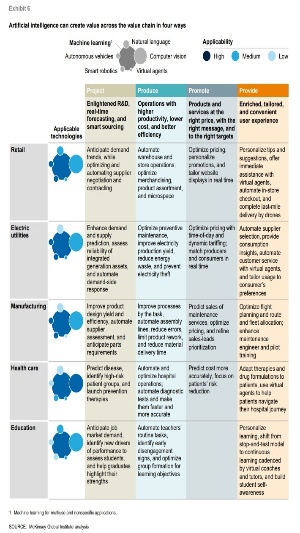 Exhibit 6
Artificial intelligence can create value across the value chain in four ways
Machine learning¹
Natural language
Autonomous vehicles
Computer vision
Smart robotics
Virtual agents
Applicability
High
Medium
Low
Applicable
technologies
Project
Enlightened R&D,
real-time
forecasting, and
smart sourcing
Produce
Operations with
higher
productivity, lower
cost, and better
efficiency
Promote
Products and
services at the
right price, with the
right message, and
to the right targets
Provide
Enriched, tailored,
and convenient
user experience
Retail
Anticipate demand
trends, while
optimizing and
automating supplier
negotiation and
contracting
Automate
warehouse and
store operations;
optimize
merchandising,
product assortment,
and microspace
Optimize pricing,
personalize
promotions, and
tailor website
displays in real time
Personalize tips and
suggestions, offer
immediate
assistance with
virtual agents,
automate in-store
checkout, and
complete last-mile
delivery by drones
Electric
utilities
Enhance demand
and supply
prediction, assess
reliability of
integrated
generation assets,
and automate
demand-side
response
Optimize preventive
maintenance,
improve electricity
production yield,
reduce energy
waste, and prevent
electricity theft
Optimize pricing with
time-of-day and
dynamic tariffing;
match producers
and consumers in
real time
Automate supplier
selection, provide
consumption
insights, automate
customer service
with virtual agents,
and tailor usage to
consumer's
preferences
Manufacturing
Improve product
design yield and
efficiency, automate
supplier
assessment, and
anticipate parts
requirements
Improve processes
by the task,
automate assembly
lines, reduce errors,
limit product rework,
and reduce material
delivery time
Predict sales of
maintenance
services, optimize
pricing, and refine
sales-leads
prioritization
Optimize flight
planning and route
and fleet allocation;
enhance
maintenance
engineer and pilot
training
Health care
Predict disease,
identify high-risk
patient groups, and
launch prevention
therapies
Automate and
optimize hospital
operations;
automate diagnostic
tests and make
them faster and
more accurate
Predict cost more
accurately, focus on
patients' risk
reduction
Adapt therapies and
drug formulations to
patients, use virtual
agents to help
patients navigate
their hospital journey
Education
Anticipate job
market demand,
identify new drivers
of performance to
assess students,
and help graduates
highlight their
strengths
Automate teachers'
routine tasks,
identify early
disengagement
signs, and optimize
group formation for
learning objectives
Personalize
learning, shift from
stop-and-test model
to continuous
learning cadenced
by virtual coaches
and tutors, and build
student self-
awareness
1 Machine learning for multiuse and nonspecific applications.
SOURCE: McKinsey Global Institute analysis